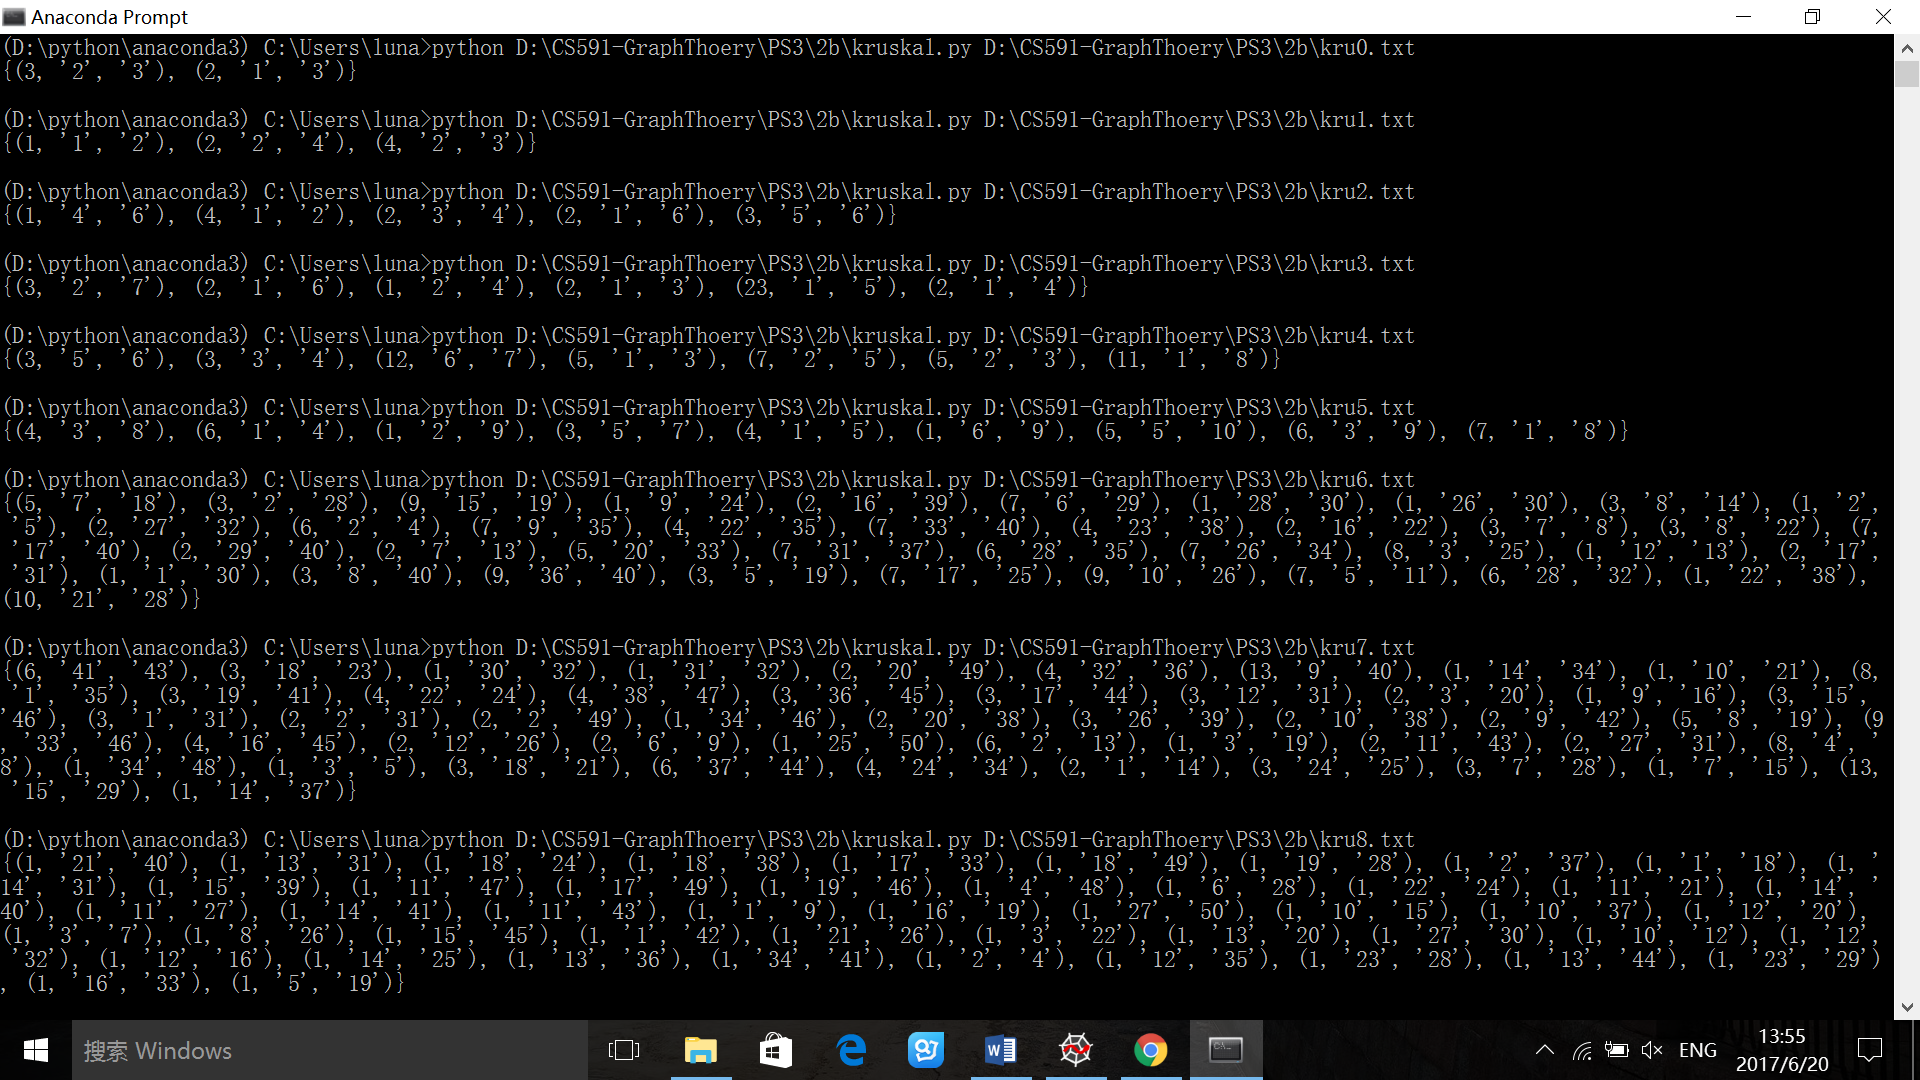 Anaconda Prompt
(D:\python\anaconda3) C:\Users\luna>python D:\CS591-GraphThoery\PS3\2b\kruskal.py D:\CS591-GraphThoery\PS3\2b\kru0.txt
{(3, '2', '3'), (2, '1', '3')}
(D:\python\anaconda3) C:\Users\luna>python D:\CS591-GraphThoery\PS3\2b\kruskal.py D:\CS591-GraphThoery\PS3\2b\kru1.txt
{(1, '1', '2'), (2, '2', '4'), (4, '2', '3')}
(D:\python\anaconda3) C:\Users\luna>python D:\CS591-GraphThoery\PS3\2b\kruskal.py D:\CS591-GraphThoery\PS3\2b\kru2.txt
{(1, '4', '6'), (4, '1', '2'), (2, '3', '4'), (2, '1', '6'), (3, '5', '6')}
(D:\python\anaconda3) C:\Users\luna>python D:\CS591-GraphThoery\PS3\2b\kruskal.py D:\CS591-GraphThoery\PS3\2b\kru3.txt
{(3, '2', '7'), (2, '1', '6'), (1, '2', '4'), (2, '1', '3'), (23, '1', '5'), (2, '1', '4')}
(D:\python\anaconda3) C:\Users\luna>python D:\CS591-GraphThoery\PS3\2b\kruskal.py D:\CS591-GraphThoery\PS3\2b\kru4.txt
{(3, '5', '6'), (3, '3', '4'), (12, '6', '7'), (5, '1', '3'), (7, '2', '5'), (5, '2', '3'), (11, '1', '8')}
(D:\python\anaconda3) C:\Users\luna>python D:\CS591-GraphThoery\PS3\2b\kruskal.py D:\CS591-GraphThoery\PS3\2b\kru5.txt
{(4, '3', '8'), (6, '1', '4'), (1, '2', '9'), (3, '5', '7'), (4, '1', '5'), (1, '6', '9'), (5, '5', '10'), (6, '3', '9'), (7, '1', '8')}
(D:\python\anaconda3) C:\Users\luna>python D:\CS591-GraphThoery\PS3\2b\kruskal.py D:\CS591-GraphThoery\PS3\2b\kru6.txt
{(5, '7', '18'), (3, '2', '28'), (9, '15', '19'), (1, '9', '24'), (2, '16', '39'), (7, '6', '29'), (1, '28', '30'), (1, '26', '30'), (3, '8', '14'), (1, '2',
'5'), (2, '27', '32'), (6, '2', '4'), (7, '9', '35'), (4, '22', '35'), (7, '33', '40'), (4, '23', '38'), (2, '16', '22'), (3, '7', '8'), (3, '8', '22'), (7,
'17', '40'), (2, '29', '40'), (2, '7', '13'), (5, '20', '33'), (7, '31', '37'), (6, '28', '35'), (7, '26', '34'), (8, '3', '25'), (1, '12', '13'), (2, '17',
'31'), (1, '1', '30'), (3, '8', '40'), (9, '36', '40'), (3, '5', '19'), (7, '17', '25'), (9, '10', '26'), (7, '5', '11'), (6, '28', '32'), (1, '22', '38'),
(10, '21', '28')}
(D:\python\anaconda3) C:\Users\luna>python D:\CS591-GraphThoery\PS3\2b\kruskal.py D:\CS591-GraphThoery\PS3\2b\kru7.txt
{(6, '41', '43'), (3, '18', '23'), (1, '30', '32'), (1, '31', '32'), (2, '20', '49'), (4, '32', '36'), (13, '9', '40'), (1, '14', '34'), (1, '10', '21'), (8,
'1', '35'), (3, '19', '41'), (4, '22', '24'), (4, '38', '47'), (3, '36', '45'), (3, '17', '44'), (3, '12', '31'), (2, '3', '20'), (1, '9', '16'), (3, '15', '
46'), (3, '1', '31'), (2, '2', '31'), (2, '2', '49'), (1, '34', '46'), (2, '20', '38'), (3, '26', '39'), (2, '10', '38'), (2, '9', '42'), (5, '8', '19'), (9
, '33', '46'), (4, '16', '45'), (2, '12', '26'), (2, '6', '9'), (1, '25', '50'), (6, '2', '13'), (1, '3', '19'), (2, '11', '43'), (2, '27', '31'), (8, '4', '
8'), (1, '34', '48'), (1, '3', '5'), (3, '18', '21'), (6, '37', '44'), (4, '24', '34'), (2, '1', '14'), (3, '24', '25'), (3, '7', '28'), (1, '7', '15'), (13,
'15', '29'), (1, '14', '37')}
(D:\python\anaconda3) C:\Users\luna>python D:\CS591-GraphThoery\PS3\2b\kruskal.py D:\CS591-GraphThoery\PS3\2b\kru8.txt
{(1, '21', '40'), (1, '13', '31'), (1, '18', '24'), (1, '18', '38'), (1, '17', '33'), (1, '18', '49'), (1, '19', '28'), (1, '2', '37'), (1, '1', '18'), (1, '
14', '31'), (1, '15', '39'), (1, '11', '47'), (1, '17', '49'), (1, '19', '46'), (1, '4', '48'), (1, '6', '28'), (1, '22', '24'), (1, '11', '21'), (1, '14', '
40'), (1, '11', '27'), (1, '14', '41'), (1, '11', '43'), (1, '1', '9'), (1, '16', '19'), (1, '27', '50'), (1, '10', '15'), (1, '10', '37'), (1, '12', '20'),
(1, '3', '7'), (1, '8', '26'), (1, '15', '45'), (1, '1', '42'), (1, '21', '26'), (1, '3', '22'), (1, '13', '20'), (1, '27', '30'), (1, '10', '12'), (1, '12',
'32'), (1, '12', '16'), (1, '14', '25'), (1, '13', '36'), (1, '34', '41'), (1, '2', '4'), (1, '12', '35'), (1, '23', '28'), (1, '13', '44'), (1, '23', '29')
, (1, '16', '33'), (1, '5', '19')}
搜索 Windows
ENG
13:55
2017/6/20